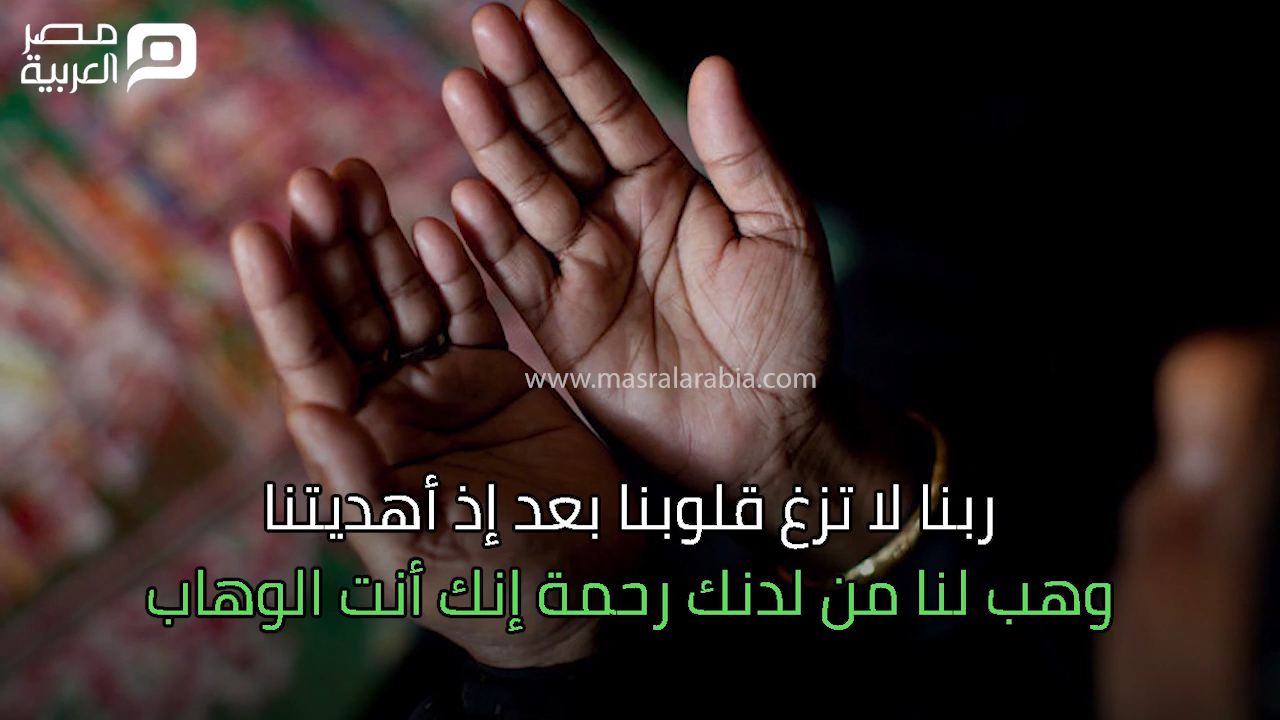 مصر
العربية
www.masralarabia.com
ربنا لا تزغ قلوبنا بعد إذ أهديتنا
وهب لنا من لدنك رحمة إنك أنت الوهاب